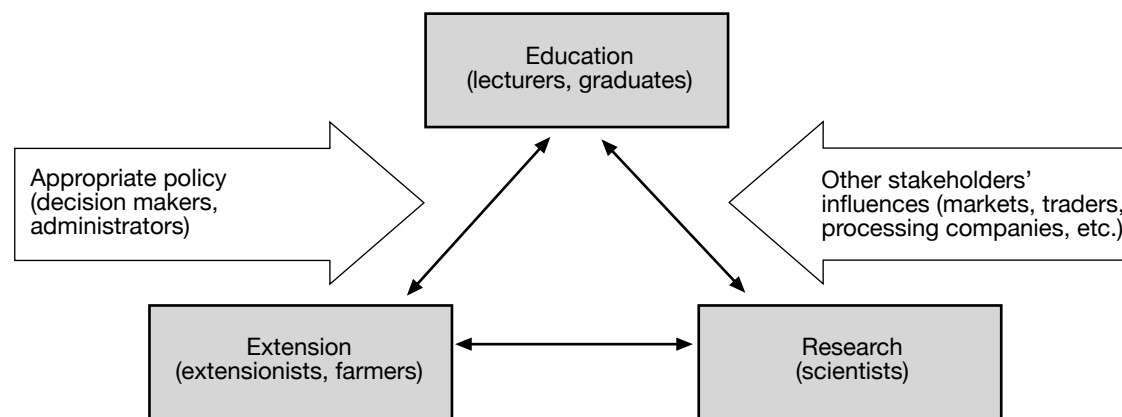 Education
(lecturers, graduates)
Appropriate policy
(decision makers,
administrators)
Other stakeholders’
influences (markets, traders,
processing companies, etc.)
Extension
(extensionists, farmers)
Research
(scientists)